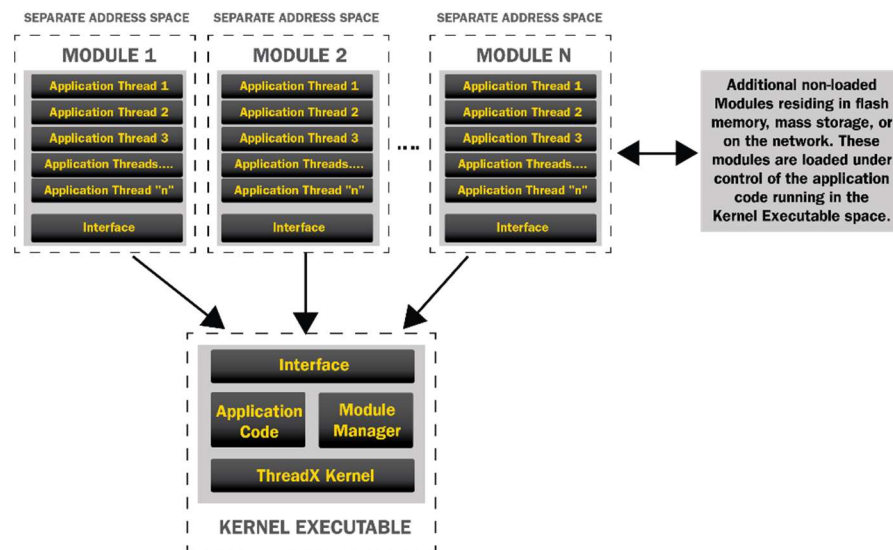 SEPARATE ADDRESS SPACE
MODULE 1
Application Thread 1
Application Thread 2
Application Thread 3
Application Threads....
Application Thread "n"
Interface
SEPARATE ADDRESS SPACE
MODULE 2
Application Thread 1
Application Thread 2
Application Thread 3
Application Threads....
Application Thread "n"
Interface
....
SEPARATE ADDRESS SPACE
MODULE N
Application Thread 1
Application Thread 2
Application Thread 3
Application Threads....
Application Thread "n"
Interface
Additional non-loaded
Modules residing in flash
memory, mass storage, or
on the network. These
modules are loaded under
control of the application
code running in the
Kernel Executable space.
Interface
Application
Code
Module
Manager
ThreadX Kernel
KERNEL EXECUTABLE